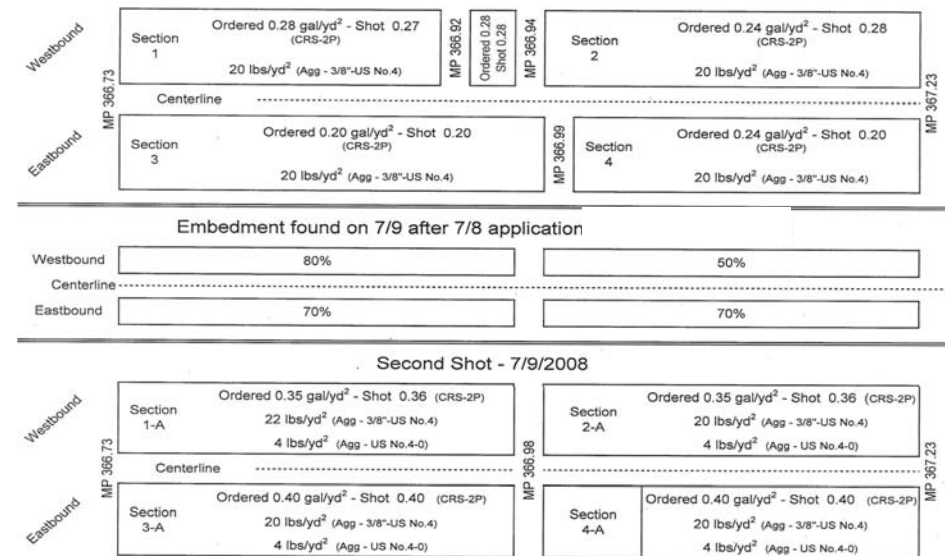 Westbound
MP 366.73
Section
1
Ordered 0.28 gal/yd² - Shot 0.27
(CRS-2P)
20 lbs/yd² (Agg - 3/8"-US No.4)
MP 366.92
Ordered 0.28
Shot 0.28
MP 366.94
Section
2
Ordered 0.24 gal/yd² - Shot 0.28
(CRS-2P)
20 lbs/yd² (Agg - 3/8"-US No.4)
MP 367.23
Centerline
Eastbound
Section
3
Ordered 0.20 gal/yd² - Shot 0.20
(CRS-2P)
20 lbs/yd² (Agg - 3/8"-US No.4)
MP 366.99
Section
4
Ordered 0.24 gal/yd² - Shot 0.20
(CRS-2P)
20 lbs/yd² (Agg - 3/8"-US No.4)
Embedment found on 7/9 after 7/8 application
Westbound
80%
50%
Centerline
Eastbound
70%
70%
Second Shot - 7/9/2008
Westbound
MP 366.73
Section
1-A
Ordered 0.35 gal/yd² - Shot 0.36 (CRS-2P)
22 lbs/yd² (Agg - 3/8"-US No.4)
4 lbs/yd² (Agg - US No.4-0)
MP 366.98
Section
2-A
Ordered 0.35 gal/yd² - Shot 0.36 (CRS-2P)
20 lbs/yd² (Agg - 3/8"-US No.4)
4 lbs/yd² (Agg - US No.4-0)
MP 367.23
Centerline
Eastbound
Section
3-A
Ordered 0.40 gal/yd² - Shot 0.40 (CRS-2P)
20 lbs/yd² (Agg - 3/8"-US No.4)
4 lbs/yd² (Agg - US No.4-0)
Section
4-A
Ordered 0.40 gal/yd² - Shot 0.40 (CRS-2P)
20 lbs/yd² (Agg - 3/8"-US No.4)
4 lbs/yd² (Agg - US No.4-0)